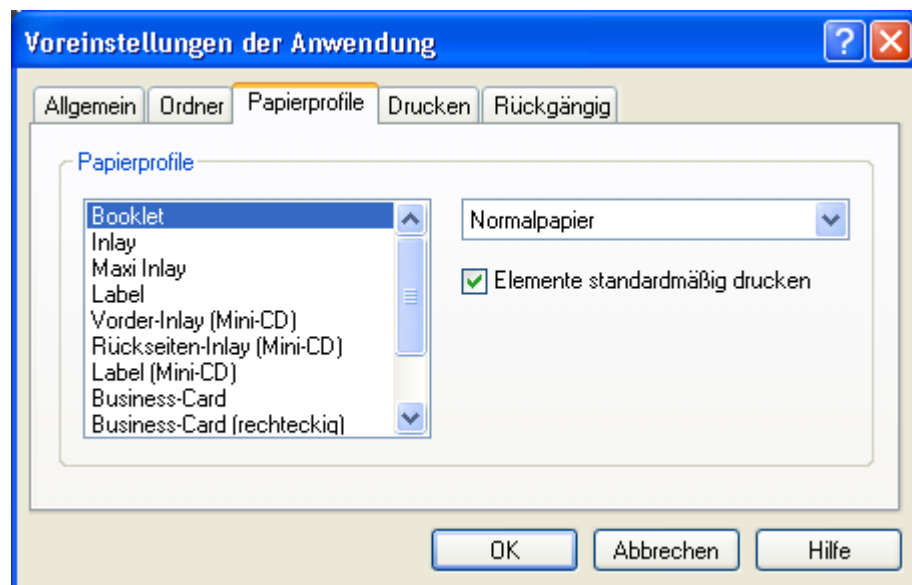 Voreinstellungen der Anwendung
Allgemein Ordner Papierprofile Drucken Rückgängig
Papierprofile
Booklet
Inlay
Maxi Inlay
Label
Vorder-Inlay (Mini-CD)
Rückseiten-Inlay (Mini-CD)
Label (Mini-CD)
Business-Card
Business-Card (rechteckig)
Normalpapier
Elemente standardmäßig drucken
OK Abbrechen Hilfe